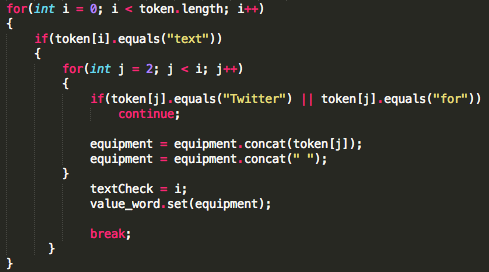 for(int i = 0; i < token.length; i++)
{
if(token[i].equals("text"))
{
for(int j = 2; j < i; j++)
{
if(token[j].equals("Twitter") || token[j].equals("for"))
continue;
equipment = equipment.concat(token[j]);
equipment = equipment.concat(" ");
}
textCheck = i;
value_word.set(equipment);
break;
}
}